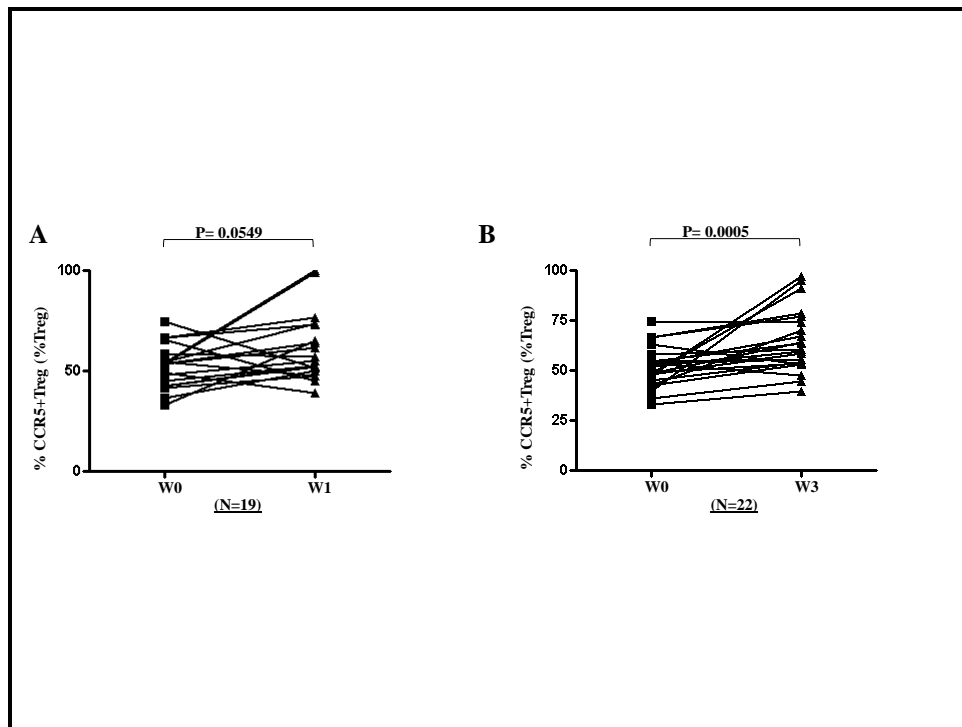 A
P= 0.0549
% CCR5+Treg (%Treg)
100
50
0
W0
W1
(N=19)
B
P= 0.0005
% CCR5+Treg (%Treg)
100
75
50
25
0
W0
W3
(N=22)